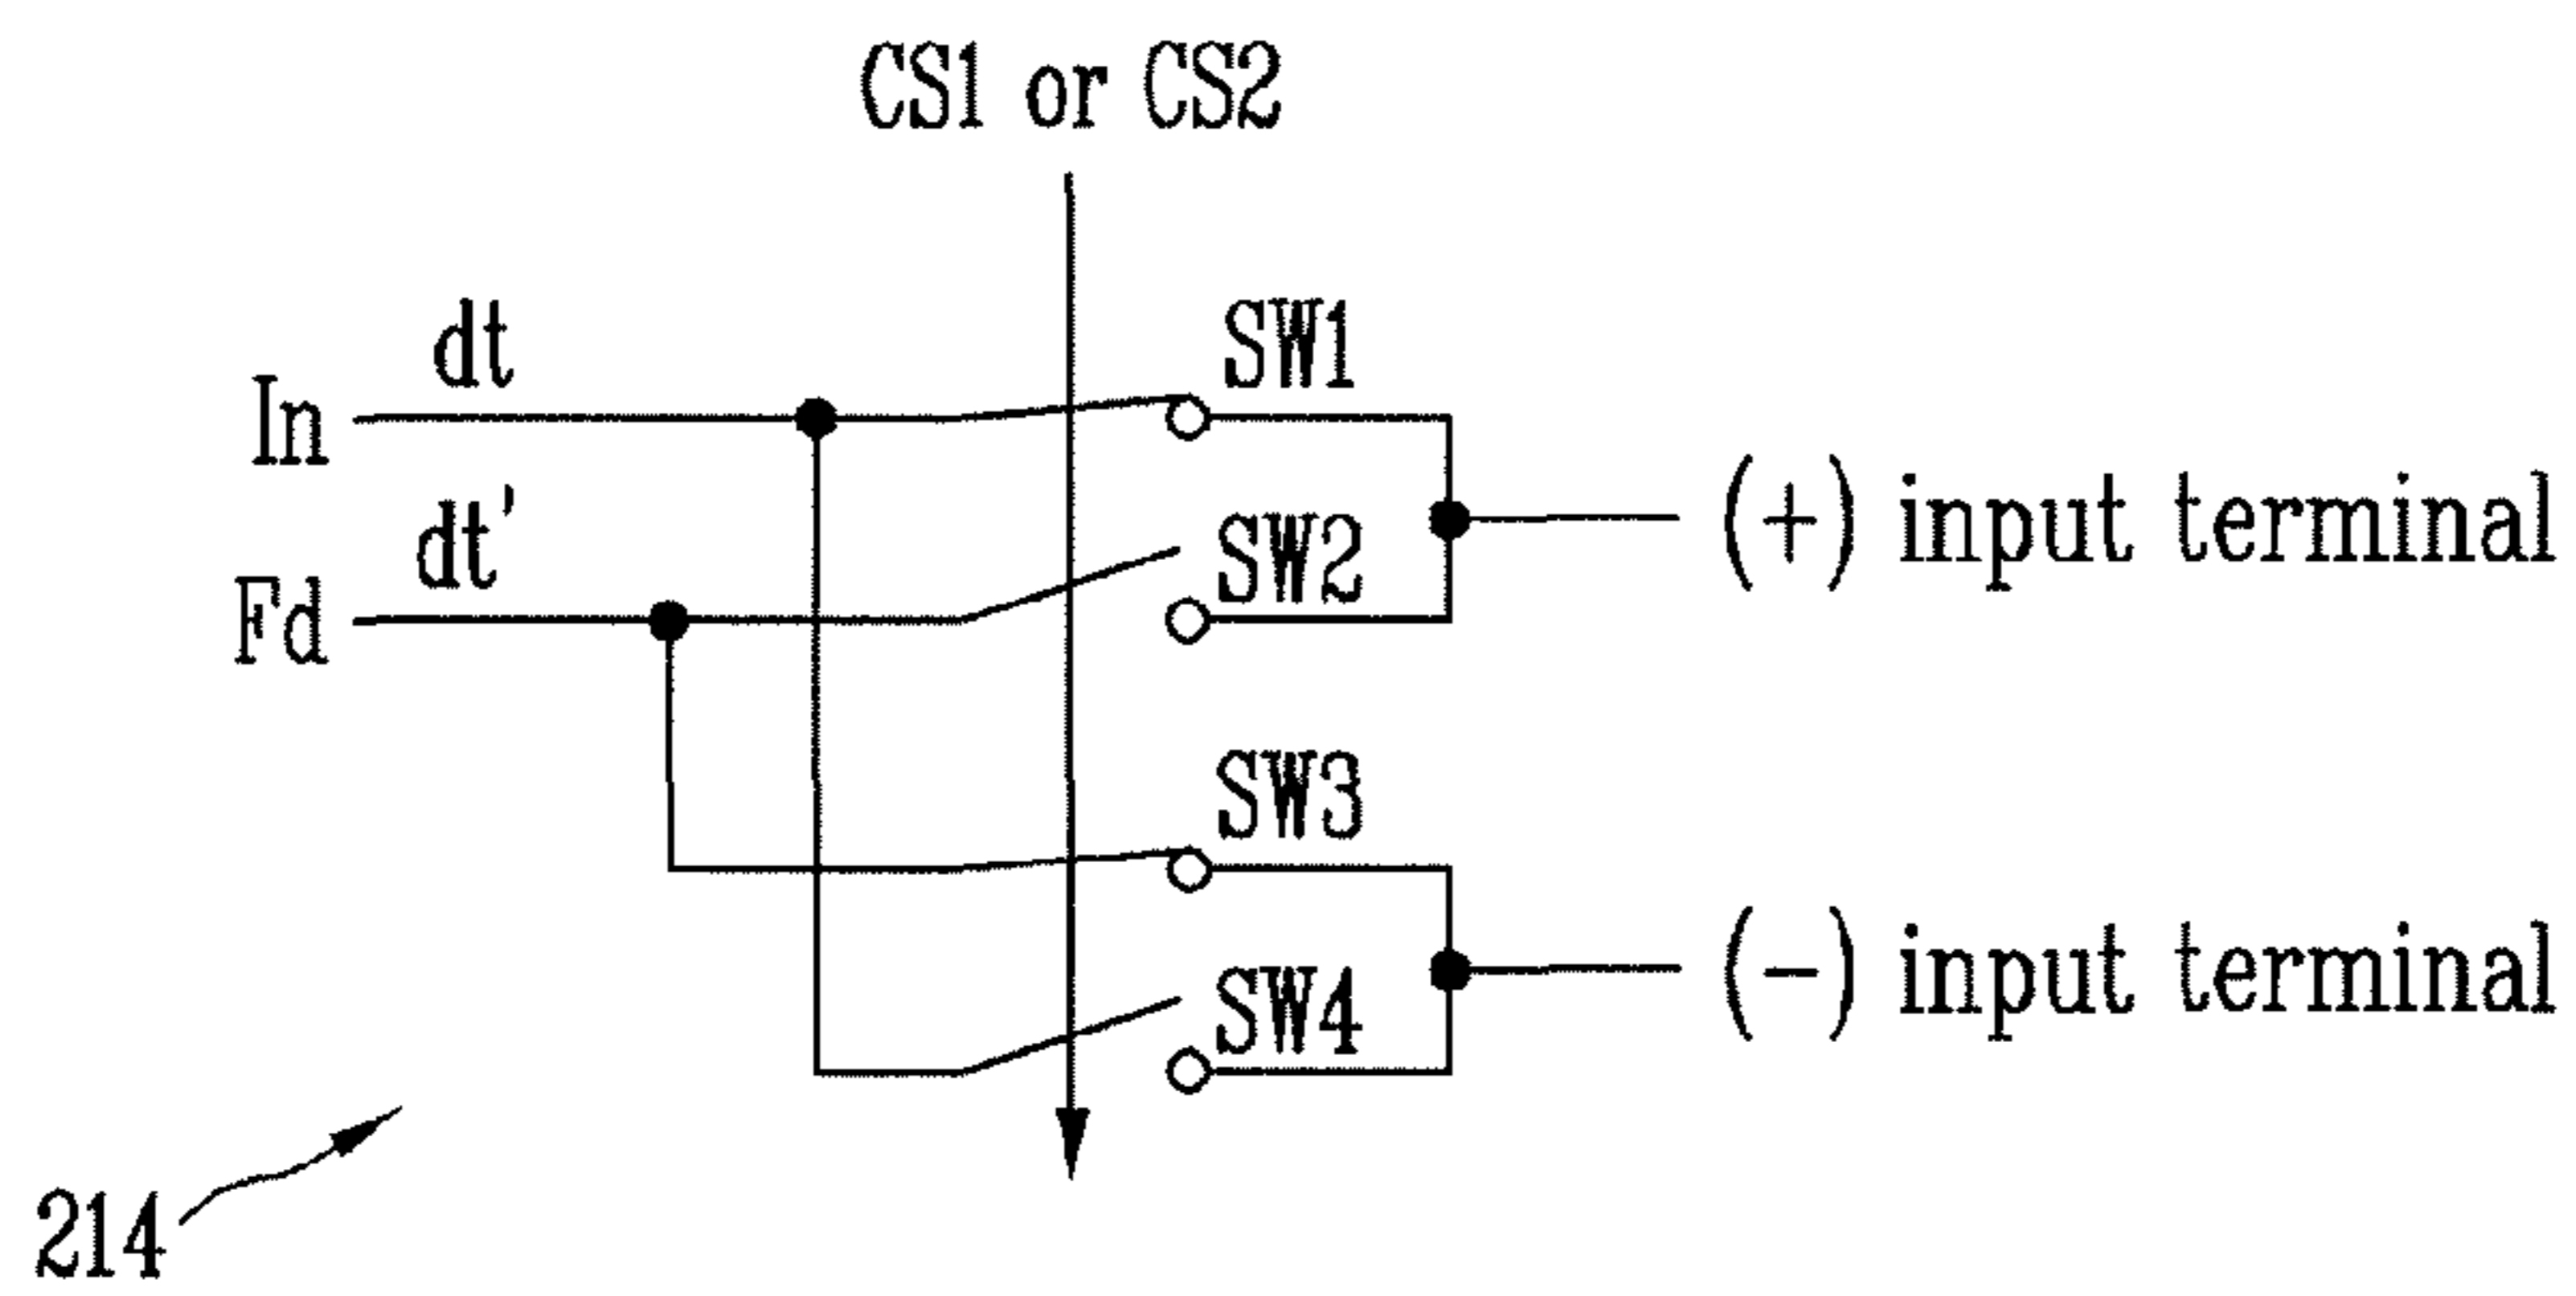 CS1 or CS2
dt
SW1
In
(+) input terminal
dt'
SW2
Fd
SW3
(-) input terminal
SW4
214